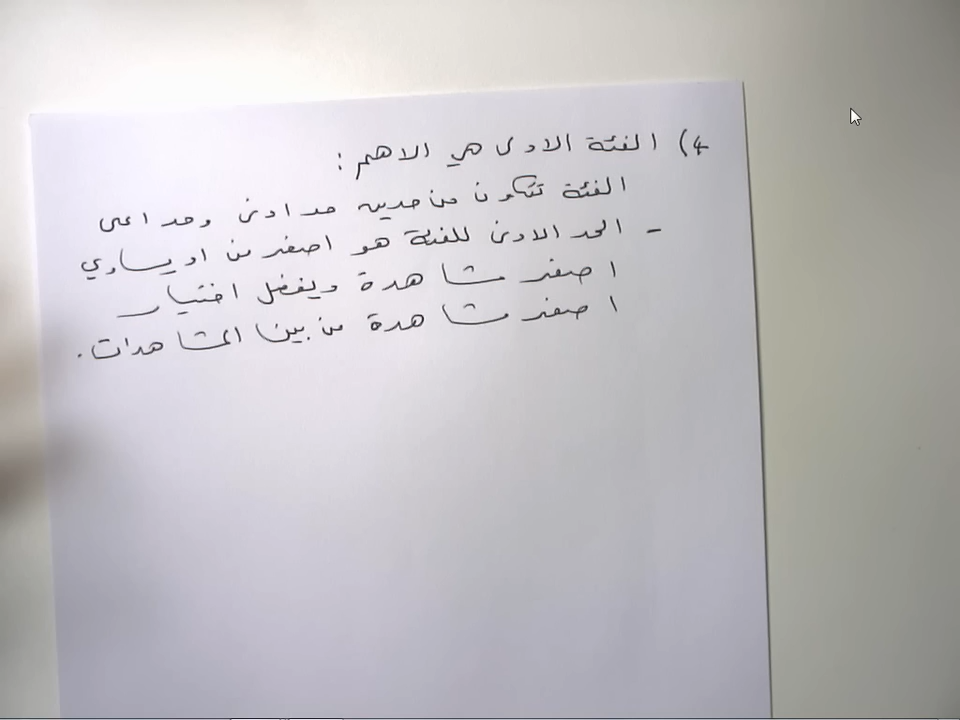 4) الفئة الاولى هي الاهم :
الفئة تتكون من حدين حد ادنى وحد اعلى
- الحد الادنى للفئة هو اصغر من او يساوي
اصغر مشاهدة ويفضل اختيار
اصغر مشاهدة من بين المشاهدات .